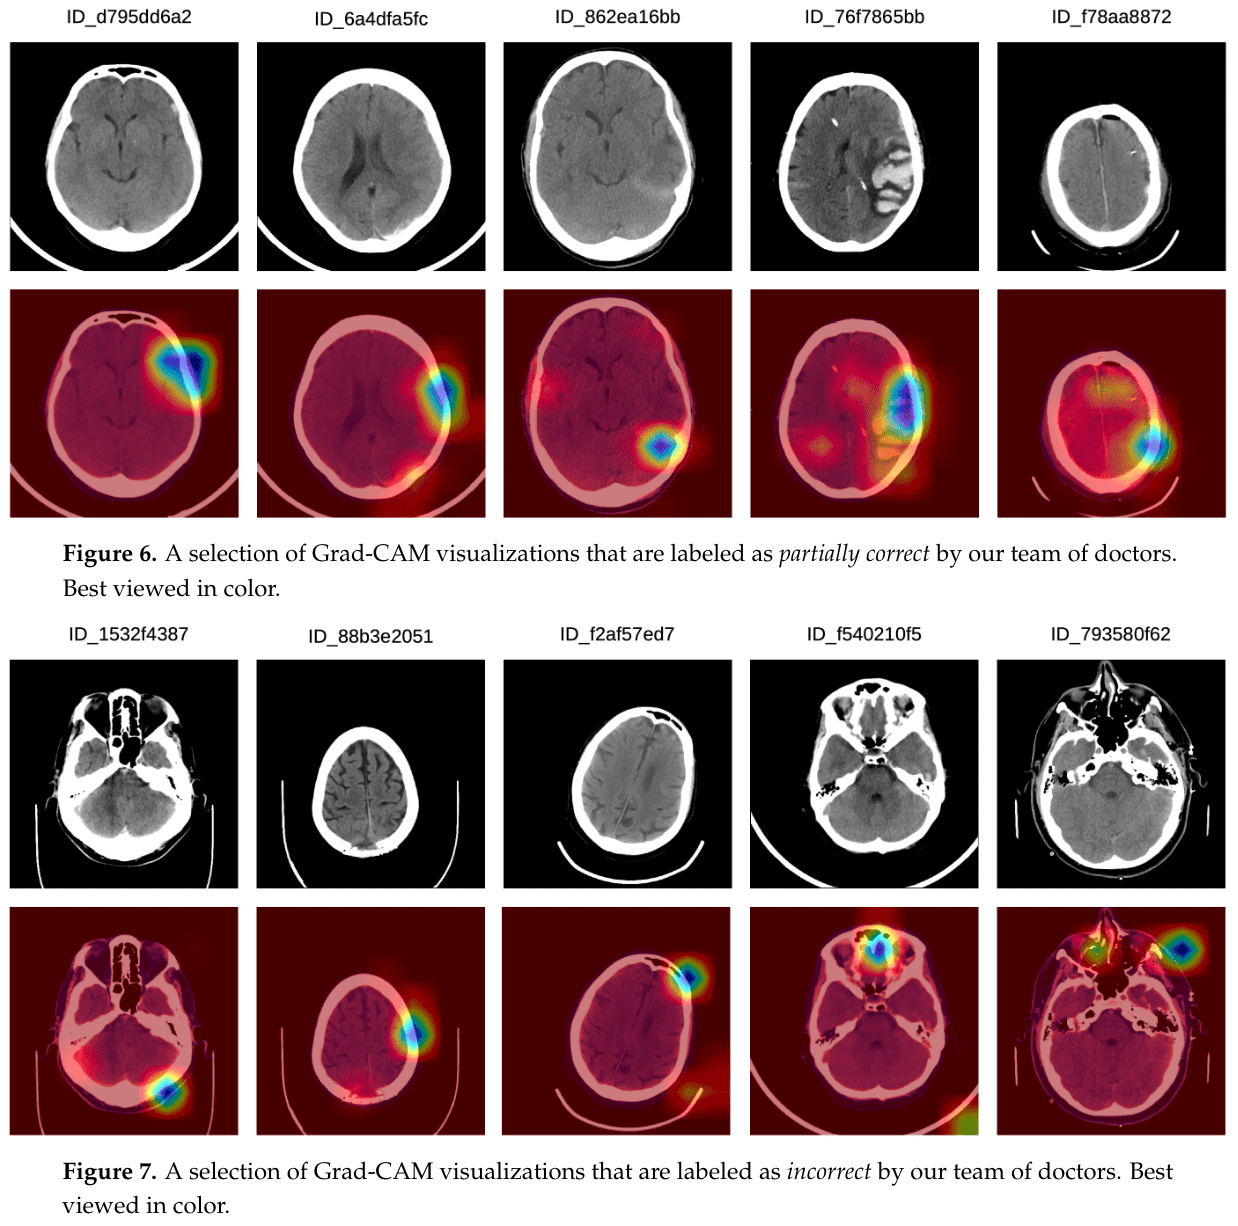 ID_d795dd6a2 ID_6a4dfa5fc ID_862ea16bb ID_76f7865bb ID_f78aa8872
Figure 6. A selection of Grad-CAM visualizations that are labeled as partially correct by our team of doctors.
Best viewed in color.
ID_1532f4387 ID_88b3e2051 ID_f2af57ed7 ID_f540210f5 ID_793580f62
Figure 7. A selection of Grad-CAM visualizations that are labeled as incorrect by our team of doctors. Best
viewed in color.